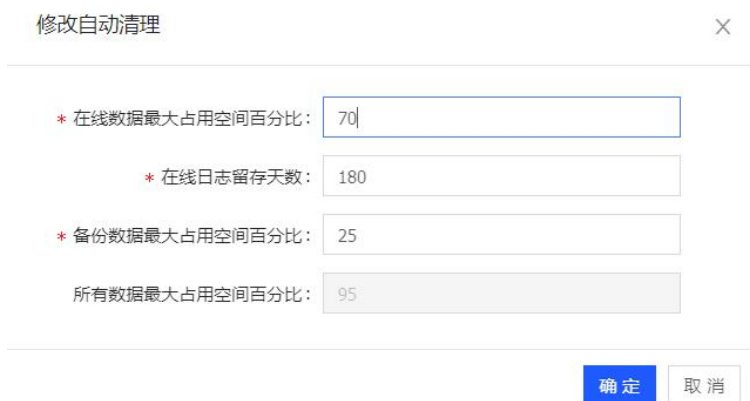 修改自动清理
* 在线数据最大占用空间百分比： 70
* 在线日志留存天数： 180
* 备份数据最大占用空间百分比： 25
所有数据最大占用空间百分比： 95
确 定 取 消